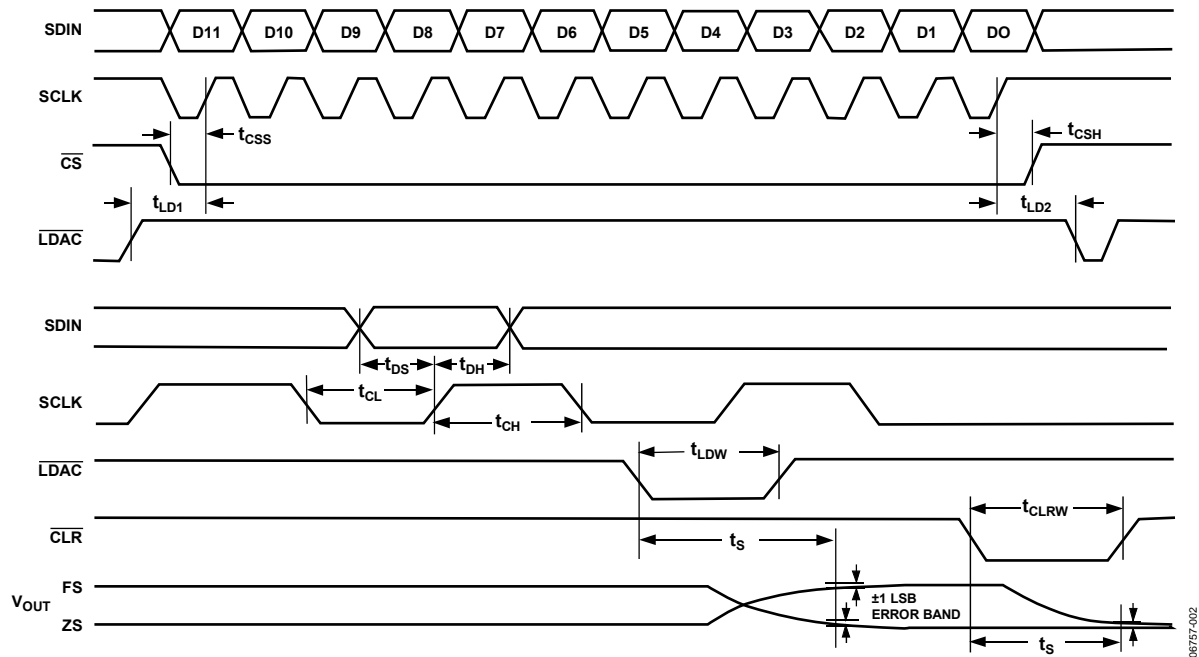 SDIN
D11 D10 D9 D8 D7 D6 D5 D4 D3 D2 D1 DO
SCLK
tCSS
tCSH
CS
tLD1
tLD2
LDAC
SDIN
tDS
tDH
tCL
SCLK
tCH
tLDW
LDAC
tCLRW
CLR
tS
FS
VOUT
±1 LSB
ERROR BAND
ZS
tS
06757-002